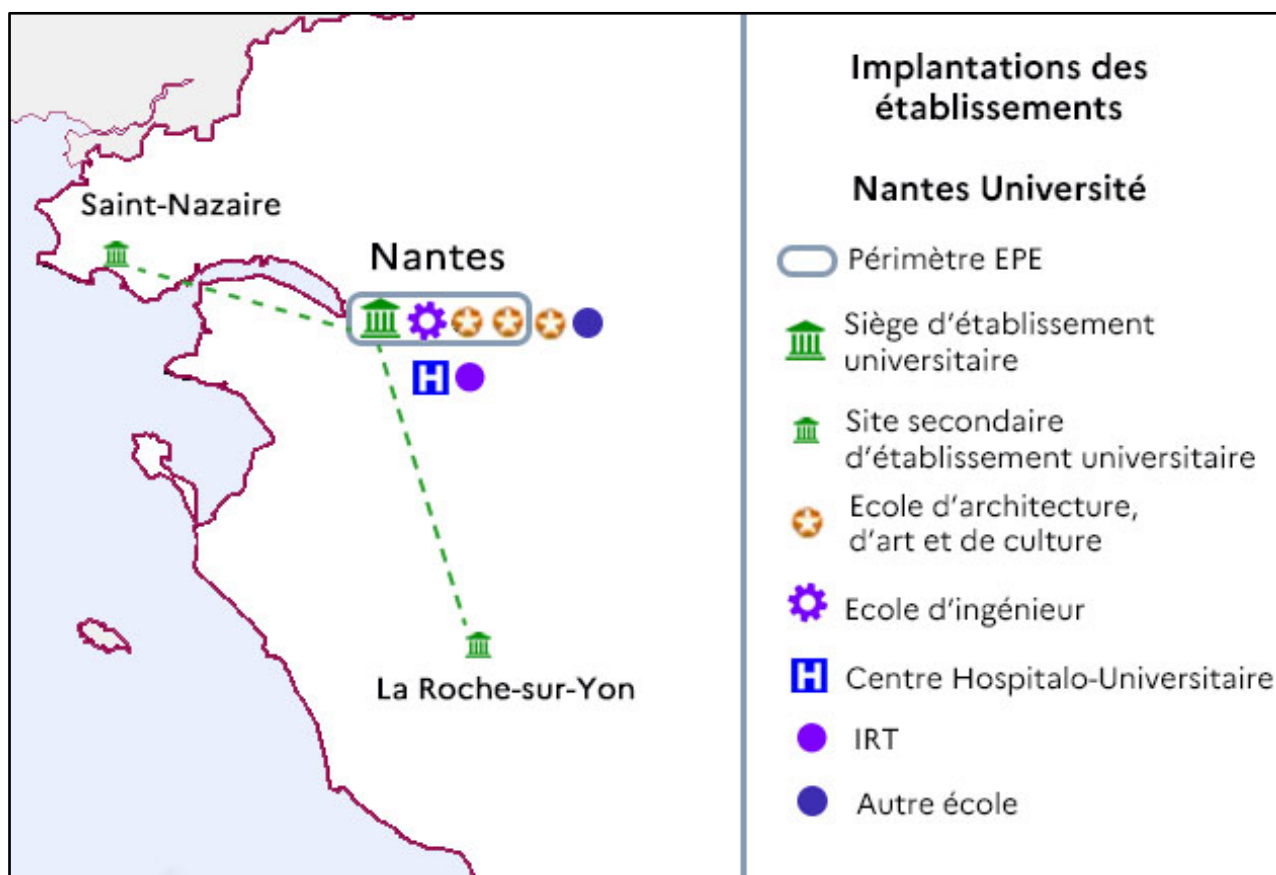 Saint-Nazaire
Nantes
La Roche-sur-Yon
Implantations des
établissements
Nantes Université
Périmètre EPE
Siège d'établissement
universitaire
Site secondaire
d'établissement universitaire
Ecole d'architecture,
d'art et de culture
Ecole d'ingénieur
H
H Centre Hospitalo-Universitaire
IRT
Autre école